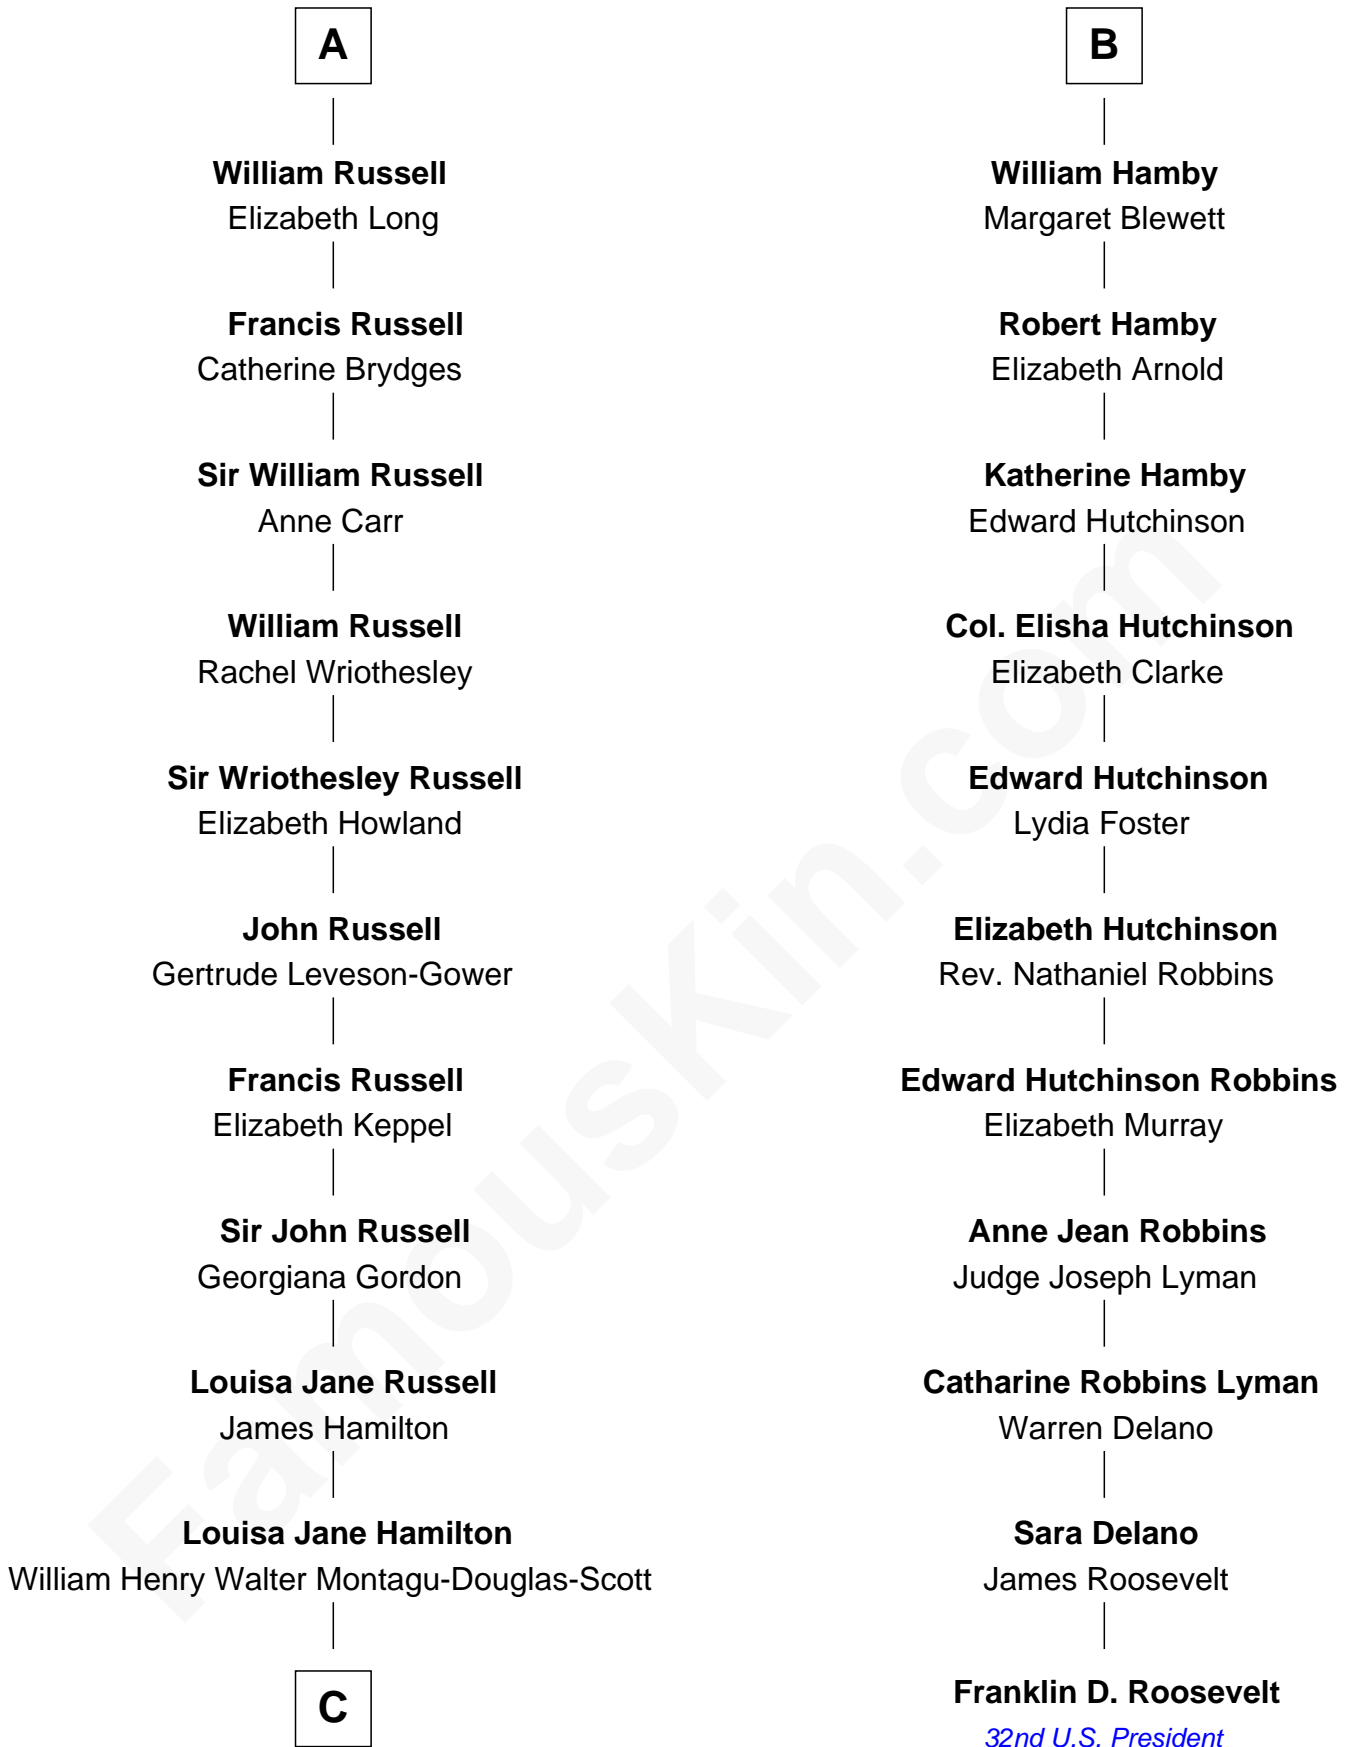 A
William Russell
Elizabeth Long
Francis Russell
Catherine Brydges
Sir William Russell
Anne Carr
William Russell
Rachel Wriothesley
Sir Wriothesley Russell
Elizabeth Howland
John Russell
Gertrude Leveson-Gower
Francis Russell
Elizabeth Keppel
Sir John Russell
Georgiana Gordon
Louisa Jane Russell
James Hamilton
Louisa Jane Hamilton
William Henry Walter Montagu-Douglas-Scott
C
B
William Hamby
Margaret Blewett
Robert Hamby
Elizabeth Arnold
Katherine Hamby
Edward Hutchinson
Col. Elisha Hutchinson
Elizabeth Clarke
Edward Hutchinson
Lydia Foster
Elizabeth Hutchinson
Rev. Nathaniel Robbins
Edward Hutchinson Robbins
Elizabeth Murray
Anne Jean Robbins
Judge Joseph Lyman
Catharine Robbins Lyman
Warren Delano
Sara Delano
James Roosevelt
Franklin D. Roosevelt
32nd U.S. President
FamousKin.com